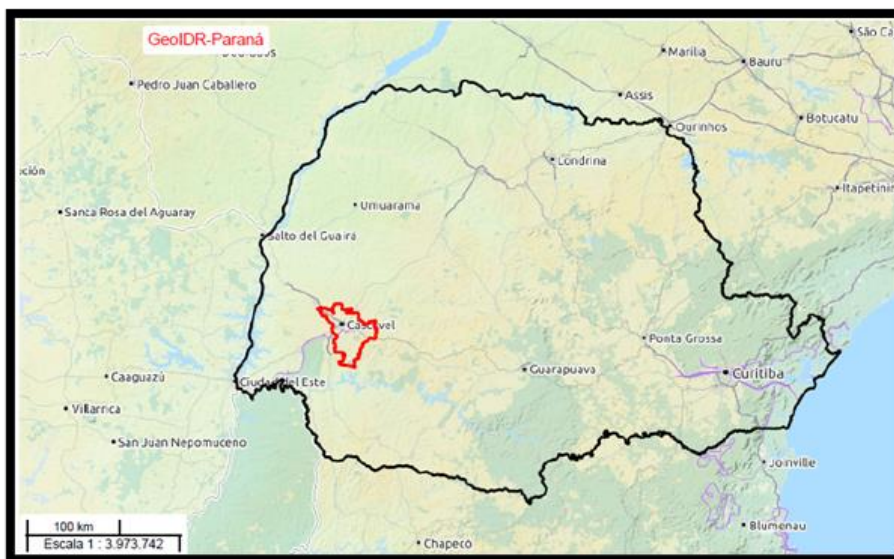 GeoIDR-Paraná
São Ca
Marília
Bauru
Pedro Juan Caballero
Assis
Botucatu
Ourinhos
Londrina
ción
Itapetinin
Umuarama
Santa Rosa del Aguaray
Salto del Guairá
Cascavel
Ponta Grossa
Guarapuava
Curitiba
Caaguazú
Ciudad del Este
Villarrica
San Juan Nepomuceno
Joinville
100 km
Escala 1 : 3.973.742
Blumenau
Chapecó